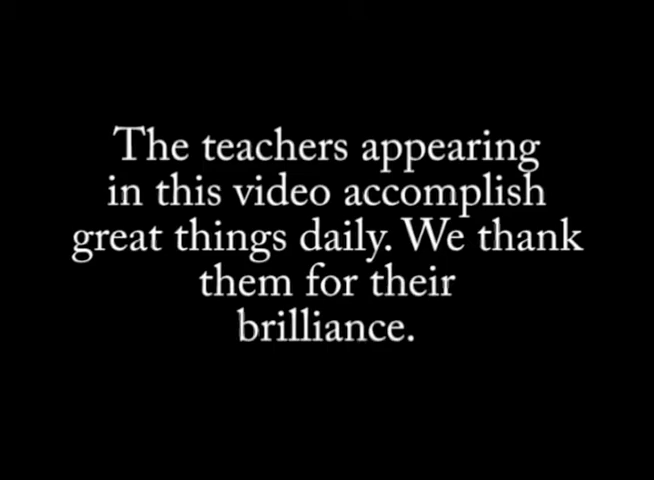 The teachers appearing
in this video accomplish
great things daily. We thank
them for their
brilliance.